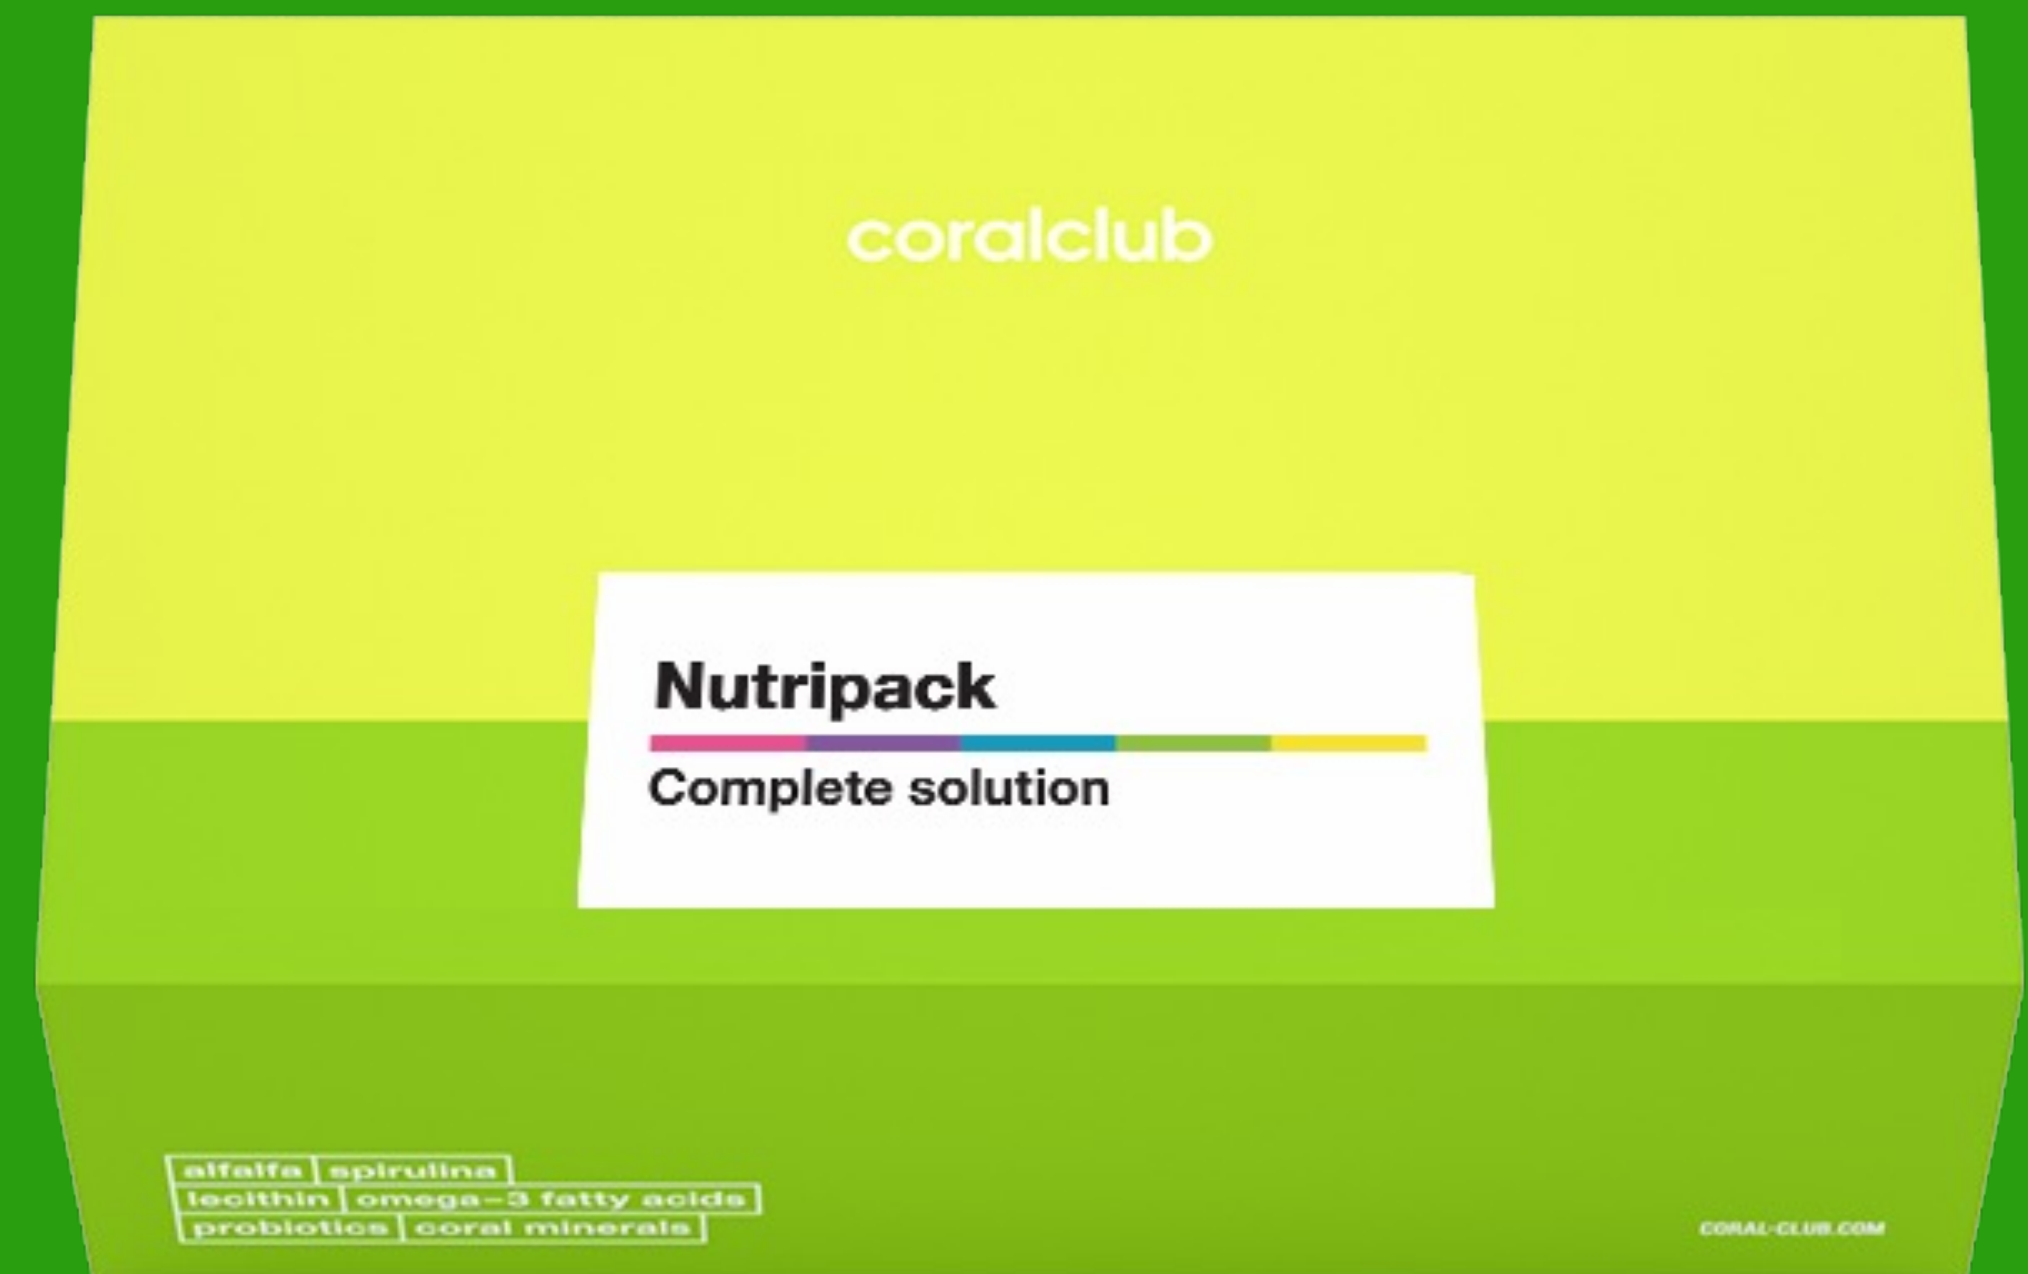 coralclub
Nutripack
Complete solution
alfalfa spirulina
lecithin omega-3 fatty acids
probiotics coral minerals
CORAL-CLUB.COM